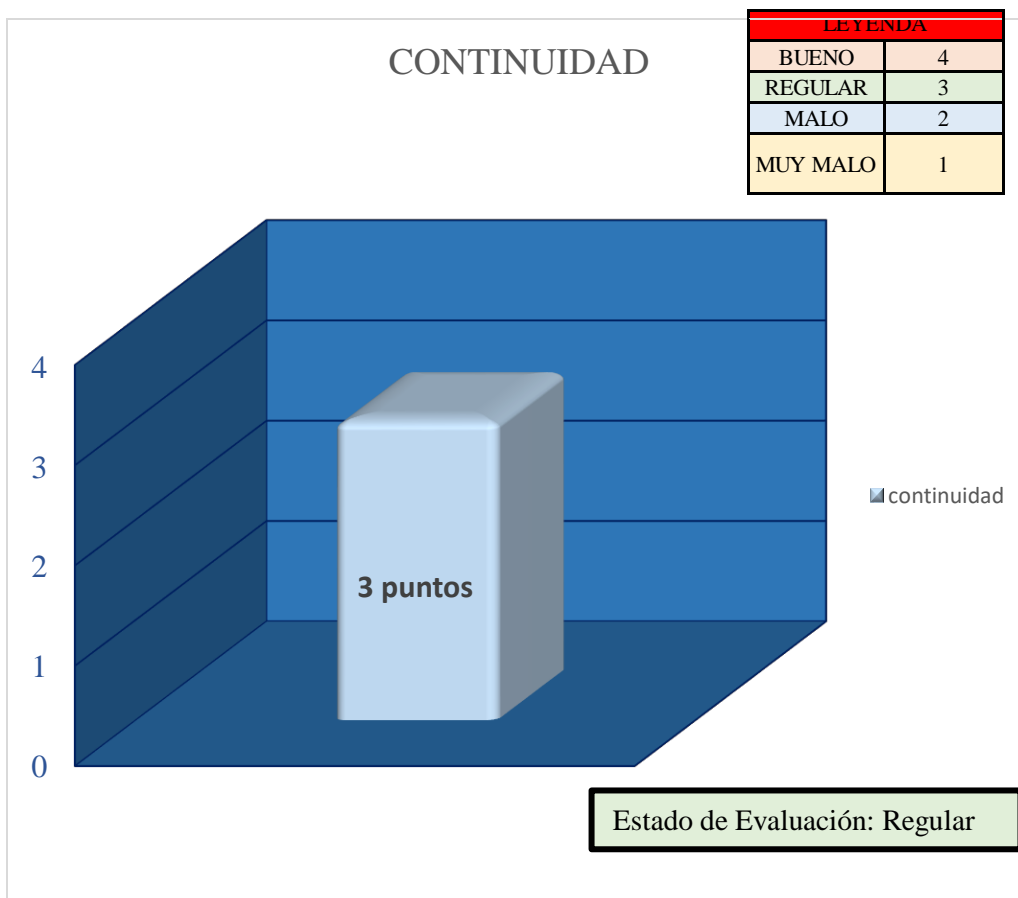 CONTINUIDAD
LEYENDA
BUENO 4
REGULAR 3
MALO 2
MUY MALO 1
4
3
2
1
0
3 puntos
continuidad
Estado de Evaluación: Regular